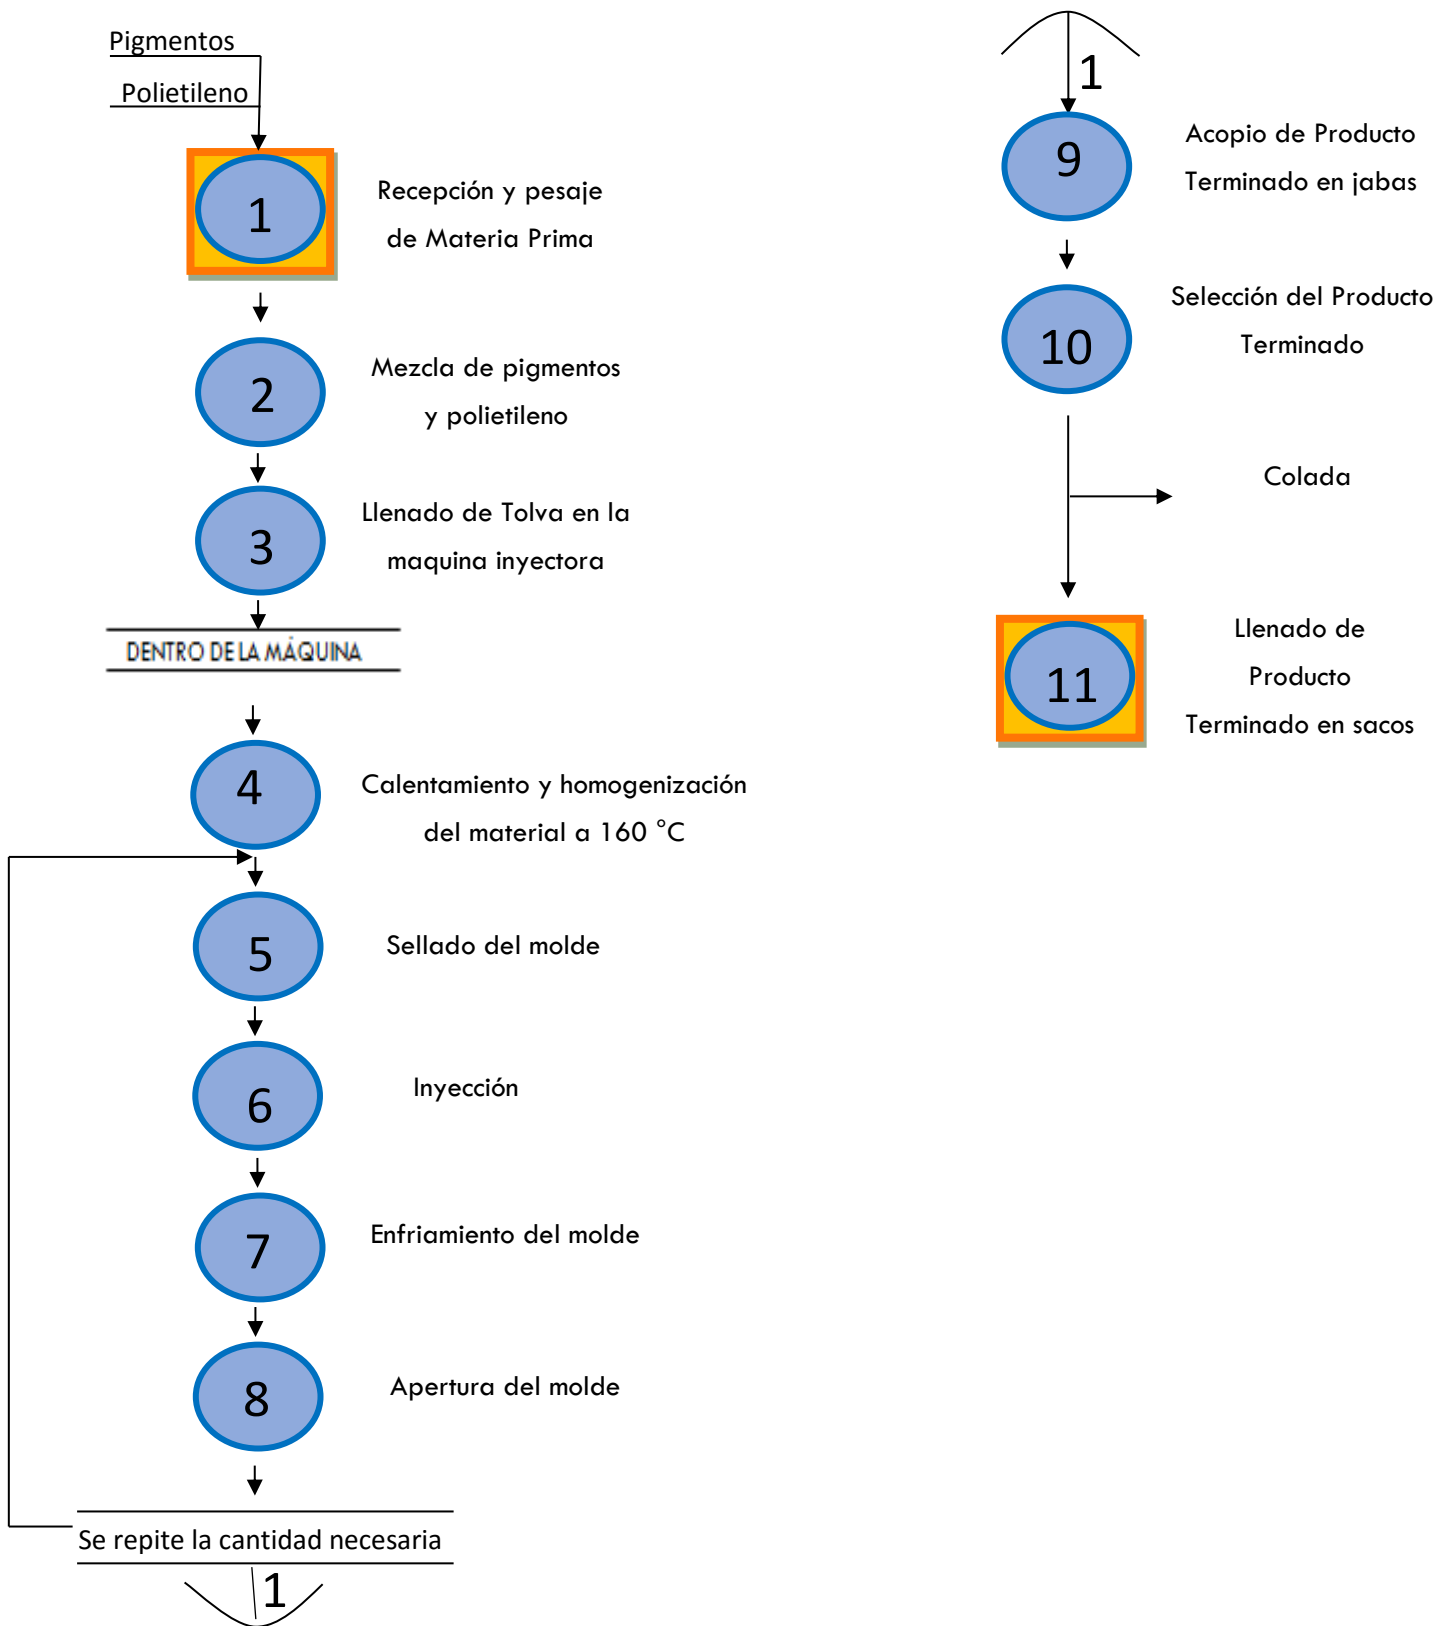 Pigmentos
Polietileno
1
Recepción y pesaje
de Materia Prima
2
Mezcla de pigmentos
y polietileno
3
Llenado de Tolva en la
maquina inyectora
DENTRO DE LA MÁQUINA
4
Calentamiento y homogenización
del material a 160 °C
5
Sellado del molde
6
Inyección
7
Enfriamiento del molde
8
Apertura del molde
Se repite la cantidad necesaria
1
1
9
Acopio de Producto
Terminado en jabas
10
Selección del Producto
Terminado
Colada
11
Llenado de
Producto
Terminado en sacos